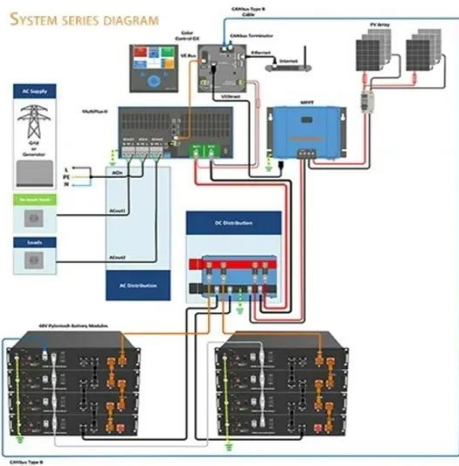 SYSTEM SERIES DIAGRAM
CANbus Type B
Cable
Color
Control GX
CANbus Terminator
PV Array
VE Bus
Ethernet
Internet
AC Supply
MultiPlus-II
VEDirect
MPPT
Grid
or
Generator
L
PE
N
ACin
ACout1
Loads
ACout2
DC Distribution
AC Distribution
48V Pylontech Battery Modules
CANbus Type B